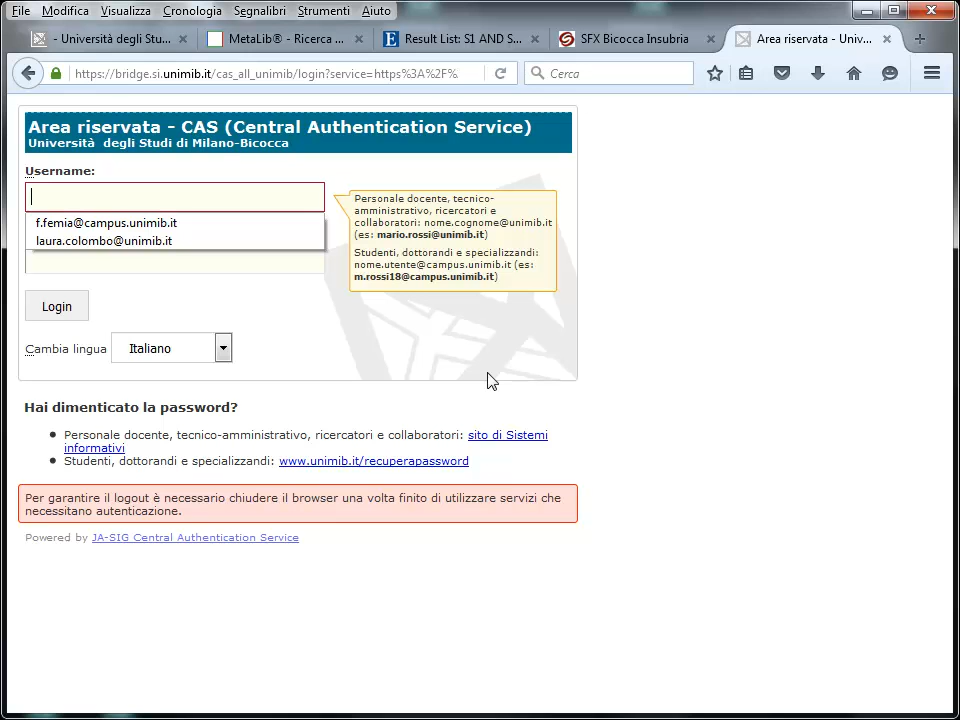 File Modifica Visualizza Cronologia Segnalibri Strumenti Aiuto
- Università degli Stu... MetaLib® - Ricerca ... Result List: S1 AND S... SFX Bicocca Insubria Area riservata - Univ...
https://bridge.si.unimib.it/cas_all_unimib/login?service=https%3A%2F%. Cerca
Area riservata - CAS (Central Authentication Service)
Università degli Studi di Milano-Bicocca
Username:
f.femia@campus.unimib.it
laura.colombo@unimib.it
Personale docente, tecnico-
amministrativo, ricercatori e
collaboratori: nome.cognome@unimib.it
(es: mario.rossi@unimib.it)
Studenti, dottorandi e specializzandi:
nome.utente@campus.unimib.it (es:
m.rossi18@campus.unimib.it)
Login
Cambia lingua Italiano
Hai dimenticato la password?
Personale docente, tecnico-amministrativo, ricercatori e collaboratori: sito di Sistemi
informativi
Studenti, dottorandi e specializzandi: www.unimib.it/recuperapassword
Per garantire il logout è necessario chiudere il browser una volta finito di utilizzare servizi che
necessitano autenticazione.
Powered by JA-SIG Central Authentication Service